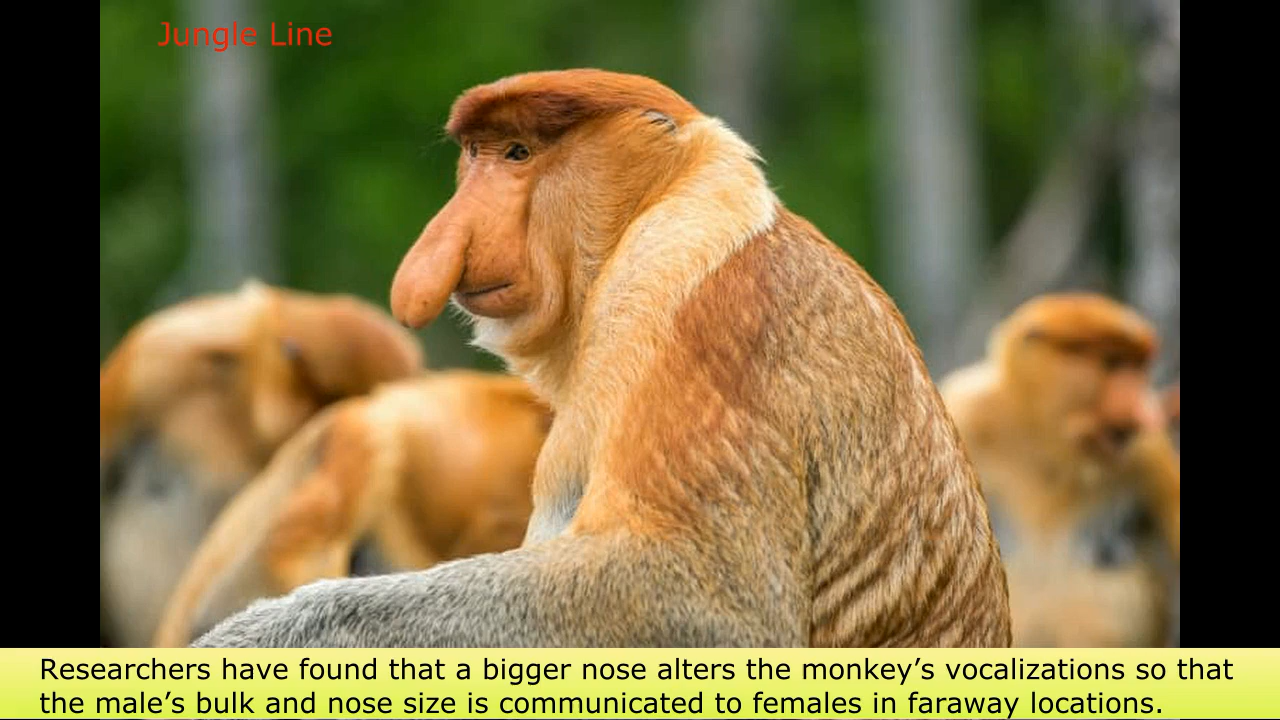 Jungle Line
Researchers have found that a bigger nose alters the monkey’s vocalizations so that
the male’s bulk and nose size is communicated to females in faraway locations.